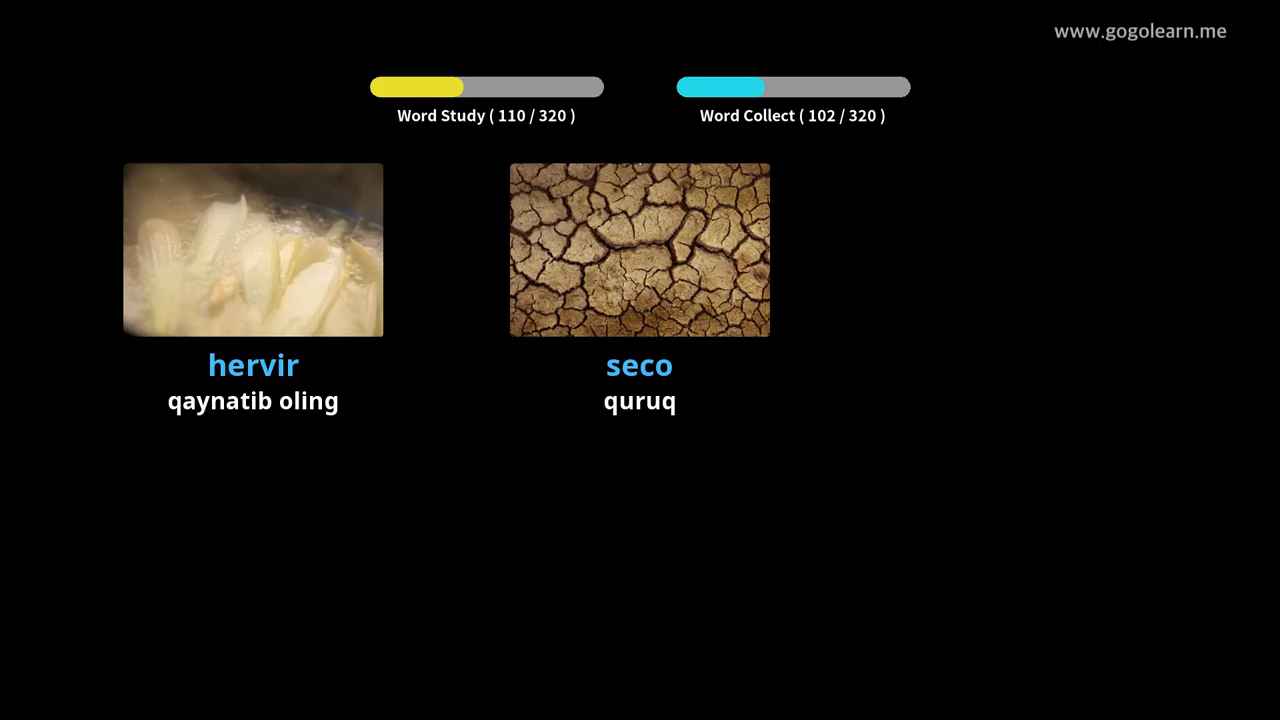 www.gogolearn.me
Word Study ( 110 / 320 )
Word Collect ( 102 / 320 )
hervir
seco
qaynatib oling
quruq